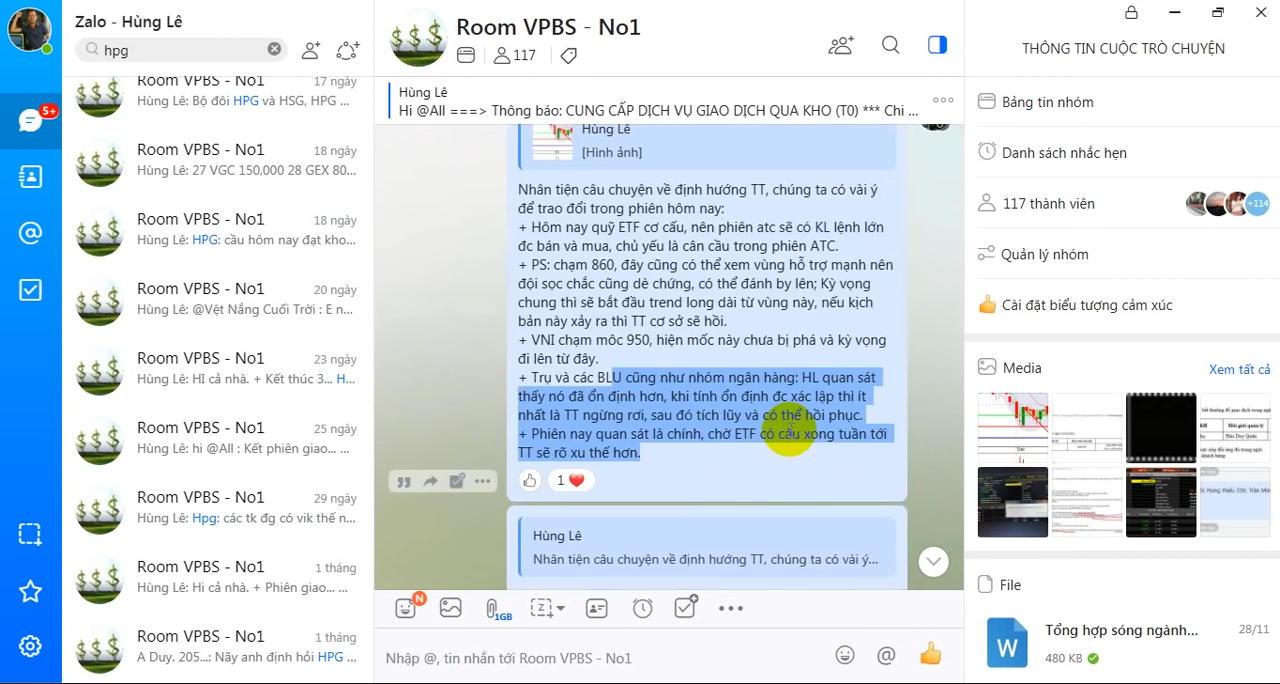 Zalo - Hùng Lê
hpg
5+
Room VPBS - No1
17 ngày
Hùng Lê: Bộ đôi HPG và HSG, HPG ...
Room VPBS - No1
18 ngày
Hùng Lê: 27 VGC 150,000 28 GEX 80...
Room VPBS - No1
18 ngày
Hùng Lê: HPG: cầu hôm nay đạt kho...
Room VPBS - No1
20 ngày
Hùng Lê: @Vệt Nắng Cuối Trời : E n...
Room VPBS - No1
23 ngày
Hùng Lê: HI cả nhà. + Kết thúc 3... H...
Room VPBS - No1
25 ngày
Hùng Lê: hi @All : Kết phiên giao... ...
Room VPBS - No1
29 ngày
Hùng Lê: Hpg: các tk đg có vik thế n...
Room VPBS - No1
1 tháng
Hùng Lê: Hi cả nhà. + Phiên giao... ...
Room VPBS - No1
1 tháng
A Duy. 205...: Nãy anh định hỏi HPG ...
Room VPBS - No1
117
Hùng Lê
Hi @All ===> Thông báo: CUNG CẤP DỊCH VỤ GIAO DỊCH QUA KHO (T0) *** Chi ...
Hùng Lê
[Hình ảnh]
Nhân tiện câu chuyện về định hướng TT, chúng ta có vài ý
để trao đổi trong phiên hôm nay:
+ Hôm nay quỹ ETF cơ cấu, nên phiên atc sẽ có KL lệnh lớn
đc bán và mua, chủ yếu là cân cầu trong phiên ATC.
+ PS: chạm 860, đây cũng có thể xem vùng hỗ trợ mạnh nên
đội sọc chắc cũng dè chứng, có thể đánh by lên; Kỳ vọng
chung thì sẽ bắt đầu trend long dài từ vùng này, nếu kịch
bản này xảy ra thì TT cơ sở sẽ hồi.
+ VNI chạm môc 950, hiện mốc này chưa bị phá và kỳ vọng
đi lên từ đây.
+ Trụ và các BLU cũng như nhóm ngân hàng: HL quan sát
thấy nó đã ổn định hơn, khi tính ổn định đc xác lập thì ít
nhất là TT ngừng rơi, sau đó tích lũy và có thể hồi phục.
+ Phiên nay quan sát là chính, chờ ETF có cấu xong tuần tới
TT sẽ rõ xu thế hơn.
1
Hùng Lê
Nhân tiện câu chuyện về định hướng TT, chúng ta có vài ý...
N
1GB
Nhập @, tin nhắn tới Room VPBS - No1
THÔNG TIN CUỘC TRÒ CHUYỆN
Bảng tin nhóm
Danh sách nhắc hẹn
117 thành viên
+114
Quản lý nhóm
Cài đặt biểu tượng cảm xúc
Media
Xem tất cả
File
W
Tổng hợp sóng ngành...
28/11
480 KB